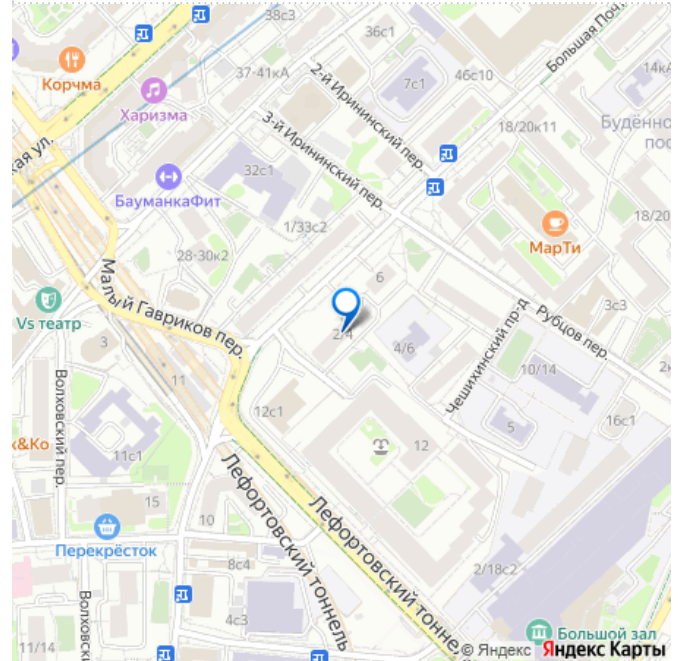 38с3
36с1
Большая Поч
Корчма
37-41кА
2-й Ирининский пер.
7с1
46с10
14кА
Харизма
3-й Ирининский пер.
18/20к11
Будённо
пос
кая ул.
32с1
БауманкаФит
1/33с2
МарТи
18/20
28-30к2
6
Малый Гавриков пер.
Vs театр
3
2/4
4/6
Чешихинский пр-д
Рубцов пер.
3с3
10/14
2к
Волховский пер.
11
12с1
к&Ко
11с1
12
5
16с1
15
10
Лефортовский тоннель
Лефортовский тонне
Перекрёсток
8с4
2/18с2
Волховский
4с3
11/14
Большой зал
© Яндекс Яндекс Карты